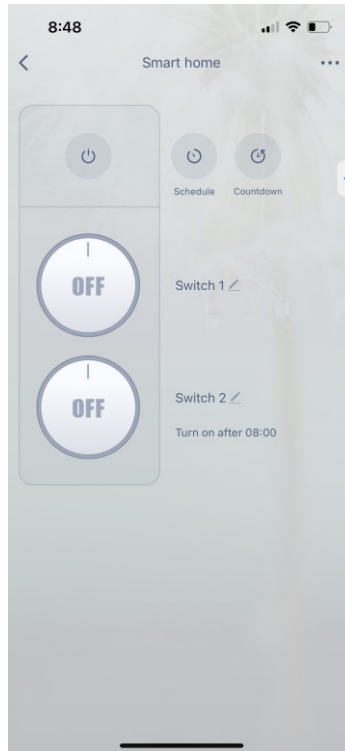 8:48
Smart home
Schedule
Countdown
OFF
Switch 1
OFF
Switch 2
Turn on after 08:00